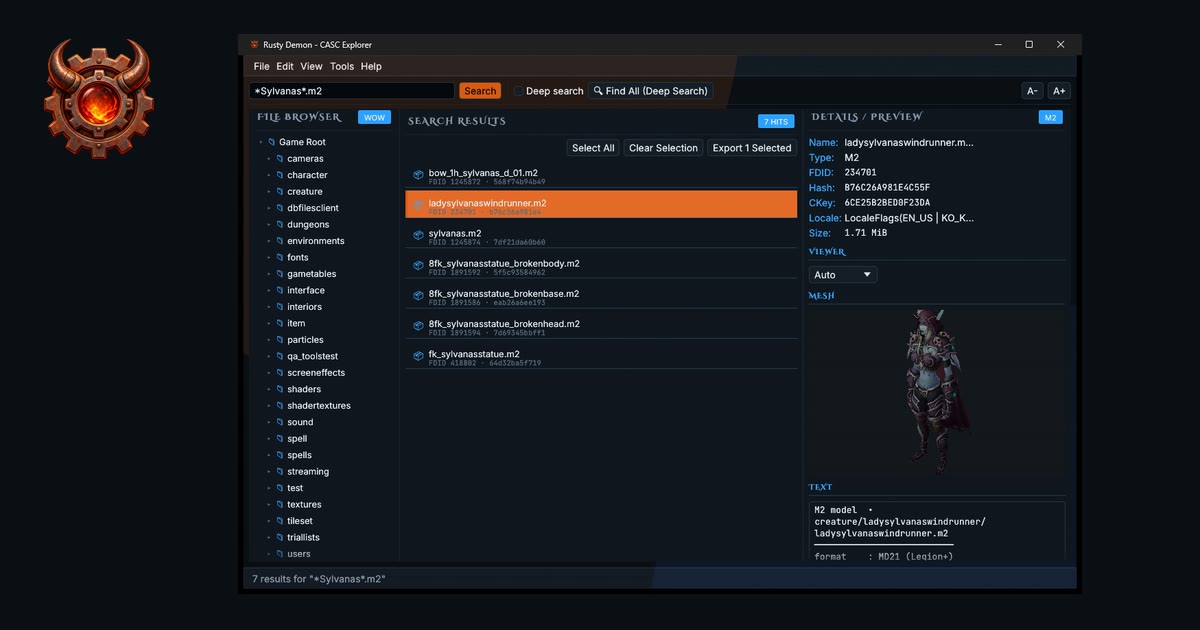 Rusty Demon - CASC Explorer
File Edit View Tools Help
*Sylvanas*.m2 Search Deep search Find All (Deep Search) A- A+
FILE BROWSER WOW
Game Root
cameras
character
creature
dbfilesclient
dungeons
environments
fonts
gametables
interface
interiors
item
particles
qa_toolstest
screeneffects
shaders
shadertextures
sound
spell
spells
streaming
test
textures
tileset
triallists
users
SEARCH RESULTS 7 HITS
Select All Clear Selection Export 1 Selected
bow_1h_sylvanas_d_01.m2
FDID 1245872 · 568f74b94b49
ladysylvanaswindrunner.m2
FDID 234701 · b76c26a981e4
sylvanas.m2
FDID 1245874 · 7df21da60b60
8fk_sylvanasstatue_brokenbody.m2
FDID 1891592 · 5f5c93584962
8fk_sylvanasstatue_brokenbase.m2
FDID 1891586 · eab26a6ee193
8fk_sylvanasstatue_brokenhead.m2
FDID 1891594 · 7d69345bbff1
fk_sylvanasstatue.m2
FDID 418802 · 64d32ba5f719
DETAILS / PREVIEW M2
Name: ladysylvanaswindrunner.m...
Type: M2
FDID: 234701
Hash: B76C26A981E4C55F
CKey: 6CE25B2BED0F23DA
Locale: LocaleFlags(EN_US | KO_K...
Size: 1.71 MiB
VIEWER
Auto
MESH
TEXT
M2 model •
creature/ladysylvanaswindrunner/
ladysylvanaswindrunner.m2
format : MD21 (Legion+)
7 results for "*Sylvanas*.m2"